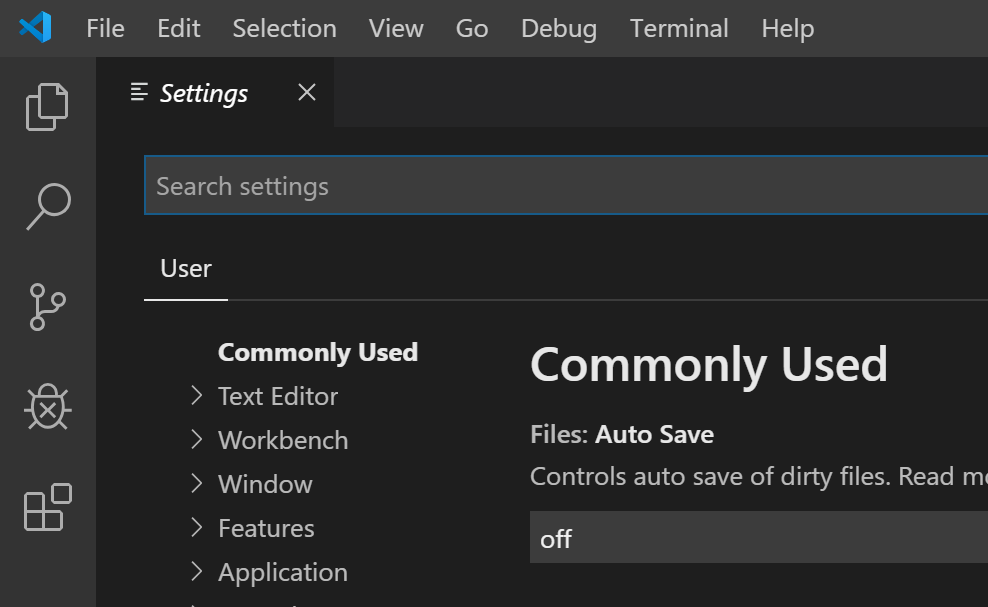 File Edit Selection View Go Debug Terminal Help
Settings
Search settings
User
Commonly Used
Text Editor
Workbench
Window
Features
Application
Commonly Used
Files: Auto Save
Controls auto save of dirty files. Read
off